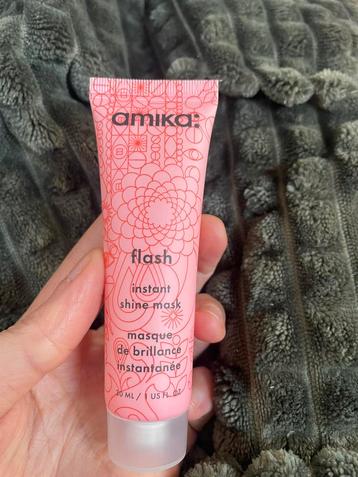 amika:
flash
instant
shine mask
masque
de brillance
instantanée
30 ML / 1 US FL OZ